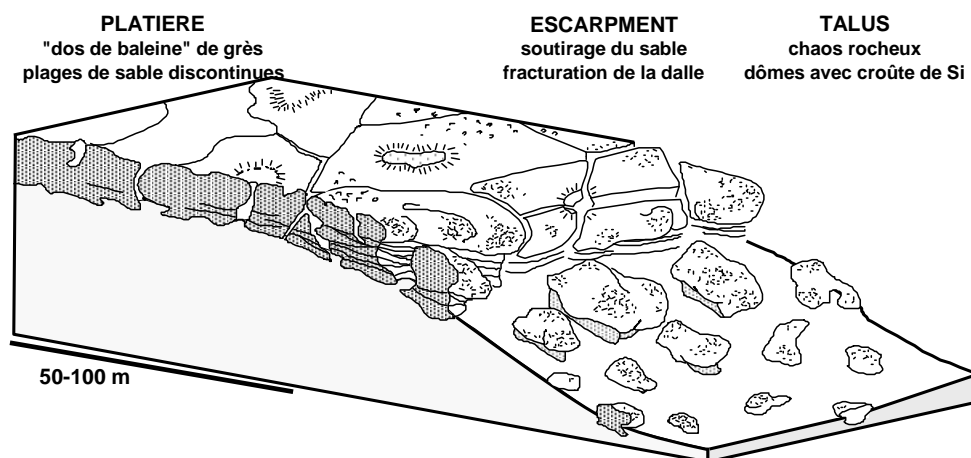 PLATIERE
"dos de baleine" de grès
plages de sable discontinues
ESCARPMENT
soutirage du sable
fracturation de la dalle
TALUS
chaos rocheux
dômes avec croûte de Si
50-100 m